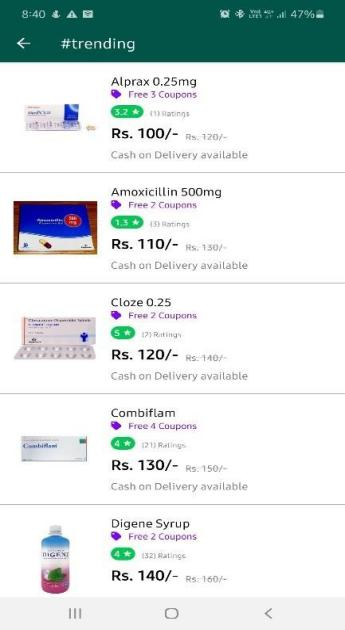 8:40
47%
#trending
Alprax 0.25mg
Free 3 Coupons
3.2 ★ (1) Ratings
Rs. 100/- Rs. 120/-
Cash on Delivery available
Amoxicillin 500mg
Free 2 Coupons
1.3 ★ (3) Ratings
Rs. 110/- Rs. 130/-
Cash on Delivery available
Cloze 0.25
Free 2 Coupons
5 ★ (2) Ratings
Rs. 120/- Rs. 140/-
Cash on Delivery available
Combiflam
Free 4 Coupons
Combiflam
4 ★ (21) Ratings
Rs. 130/- Rs. 150/-
Cash on Delivery available
Digene Syrup
Free 2 Coupons
DIGENE
4 ★ (32) Ratings
Rs. 140/- Rs. 160/-